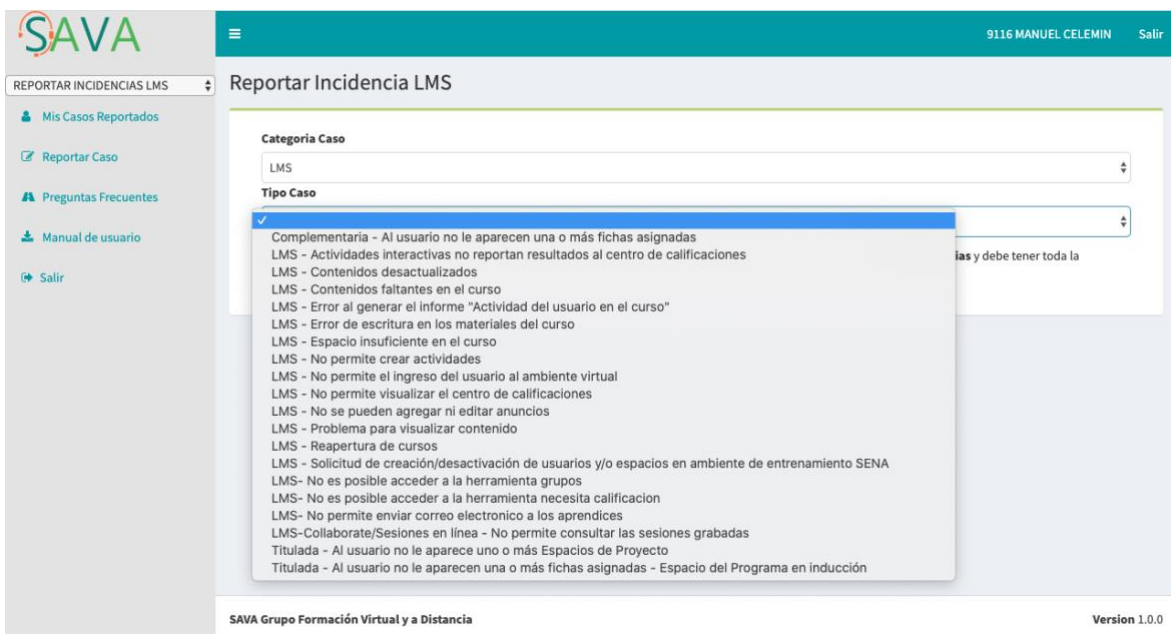 SAVA
9116 MANUEL CELEMIN Salir
REPORTAR INCIDENCIAS LMS
Mis Casos Reportados
Reportar Caso
Preguntas Frecuentes
Manual de usuario
Salir
Reportar Incidencia LMS
Categoria Caso
LMS
Tipo Caso
Complementaria - Al usuario no le aparecen una o más fichas asignadas
LMS - Actividades interactivas no reportan resultados al centro de calificaciones
LMS - Contenidos desactualizados
LMS - Contenidos faltantes en el curso
LMS - Error al generar el informe "Actividad del usuario en el curso"
LMS - Error de escritura en los materiales del curso
LMS - Espacio insuficiente en el curso
LMS - No permite crear actividades
LMS - No permite el ingreso del usuario al ambiente virtual
LMS - No permite visualizar el centro de calificaciones
LMS - No se pueden agregar ni editar anuncios
LMS - Problema para visualizar contenido
LMS - Reapertura de cursos
LMS - Solicitud de creación/desactivación de usuarios y/o espacios en ambiente de entrenamiento SENA
LMS- No es posible acceder a la herramienta grupos
LMS- No es posible acceder a la herramienta necesita calificacion
LMS- No permite enviar correo electronico a los aprendices
LMS-Collaborate/Sesiones en línea - No permite consultar las sesiones grabadas
Titulada - Al usuario no le aparece uno o más Espacios de Proyecto
Titulada - Al usuario no le aparecen una o más fichas asignadas - Espacio del Programa en inducción
ias y debe tener toda la
SAVA Grupo Formación Virtual y a Distancia
Version 1.0.0